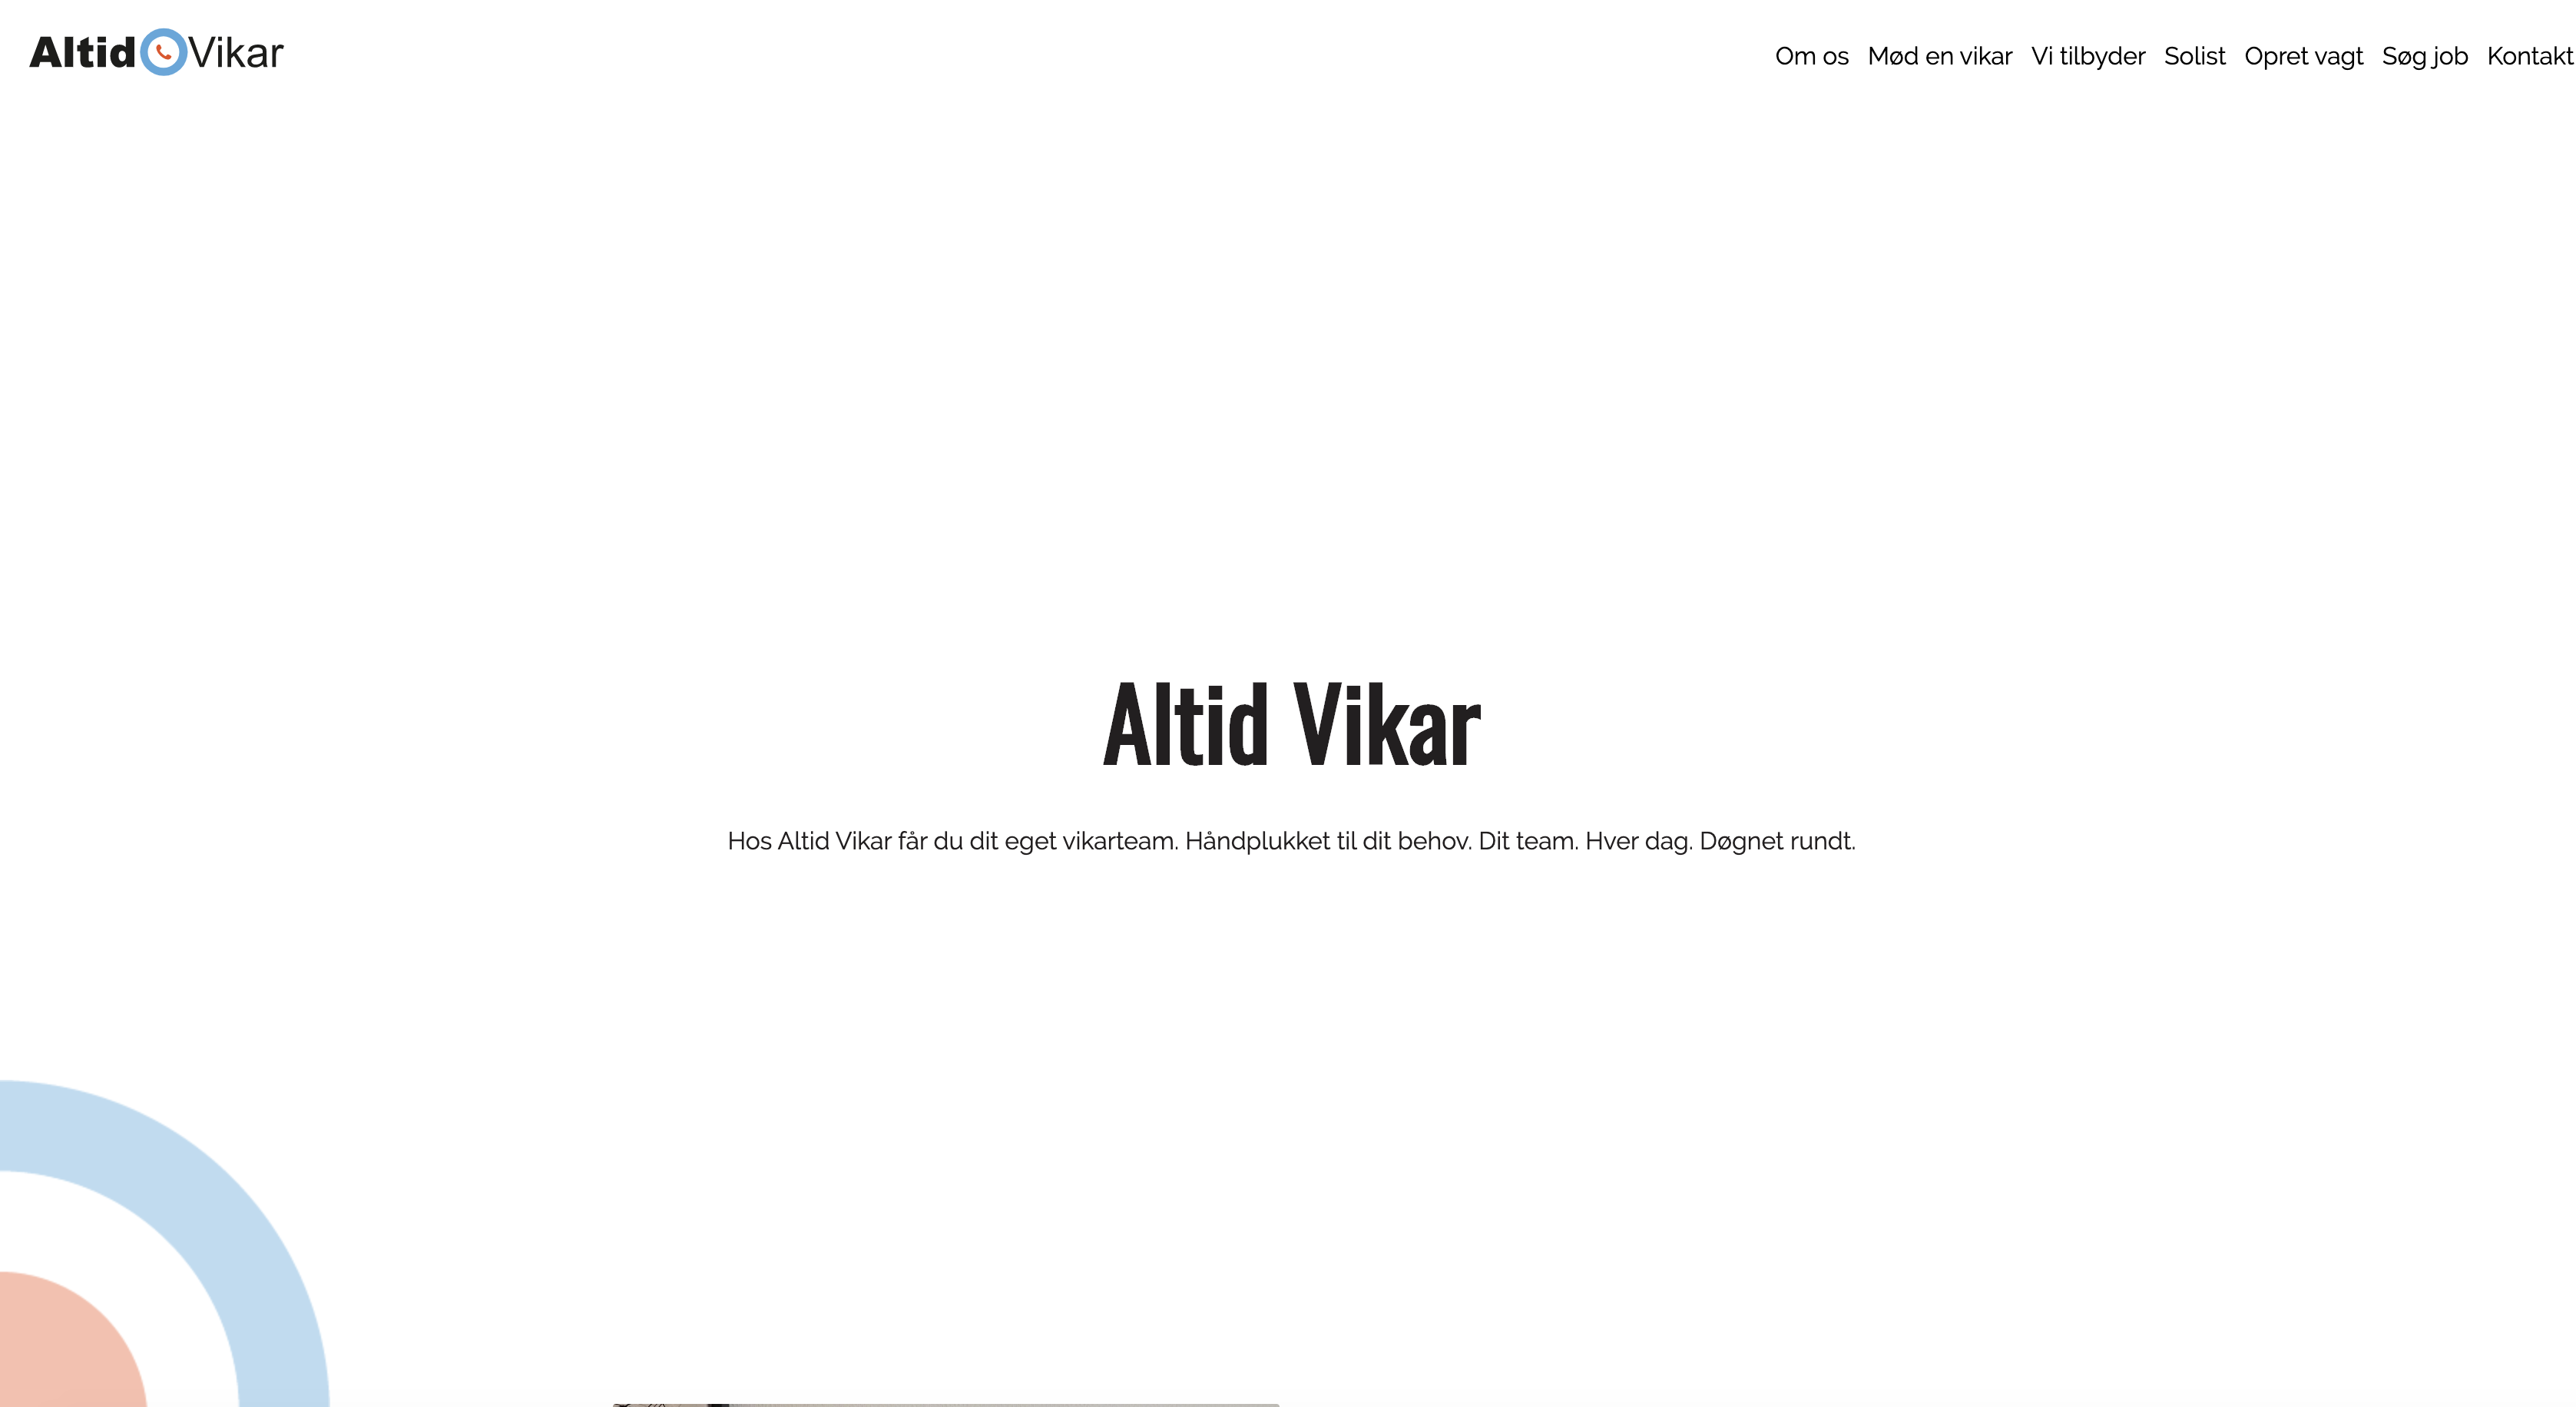 Altid Vikar
Om os Mød en vikar Vi tilbyder Solist Opret vagt Søg job Kontakt
Altid Vikar
Hos Altid Vikar får du dit eget vikarteam. Håndplukket til dit behov. Dit team. Hver dag. Døgnet rundt.